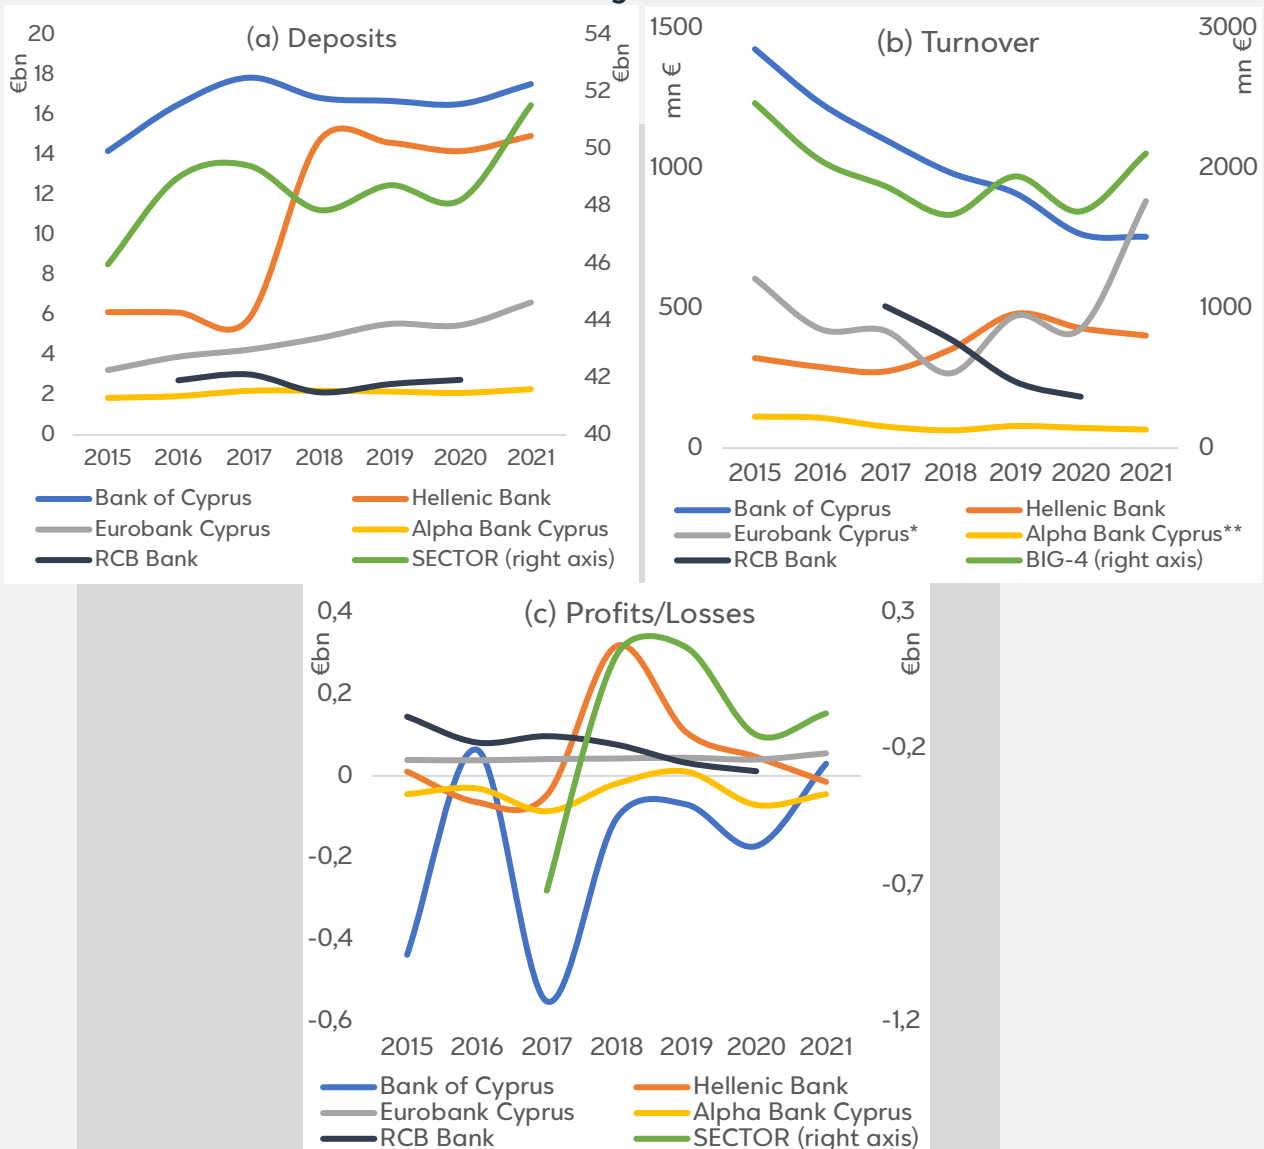 (a) Deposits
€bn
€bn
20
18
16
14
12
10
8
6
4
2
0
54
52
50
48
46
44
42
40
2015 2016 2017 2018 2019 2020 2021
Bank of Cyprus Hellenic Bank
Eurobank Cyprus Alpha Bank Cyprus
RCB Bank SECTOR (right axis)
(b) Turnover
mn €
mn €
1500
1000
500
0
3000
2000
1000
0
2015 2016 2017 2018 2019 2020 2021
Bank of Cyprus Hellenic Bank
Eurobank Cyprus* Alpha Bank Cyprus**
RCB Bank BIG-4 (right axis)
(c) Profits/Losses
€bn
€bn
0,4
0,2
0
-0,2
-0,4
-0,6
0,3
-0,2
-0,7
-1,2
2015 2016 2017 2018 2019 2020 2021
Bank of Cyprus Hellenic Bank
Eurobank Cyprus Alpha Bank Cyprus
RCB Bank SECTOR (right axis)